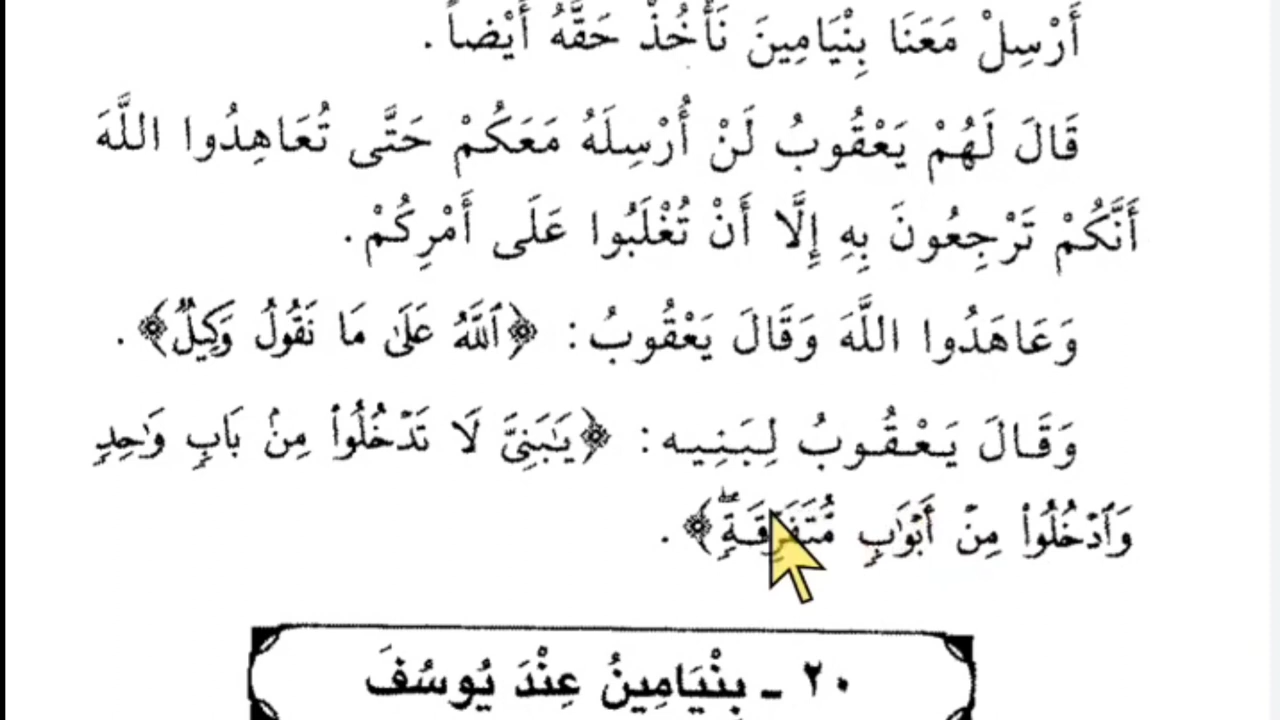 أَرْسِلْ مَعَنَا بِنْيَامِينَ نَأْخُذْ حَقَّهُ أَيْضاً .
قَالَ لَهُمْ يَعْقُوبُ لَنْ أُرْسِلَهُ مَعَكُمْ حَتَّى تُعَاهِدُوا اللَّهَ
أَنَّكُمْ تَرْجِعُونَ بِهِ إِلَّا أَنْ تُغْلَبُوا عَلَى أَمْرِكُمْ .
وَعَاهَدُوا اللَّهَ وَقَالَ يَعْقُوبُ : ﴿ٱللَّهُ عَلَىٰ مَا نَقُولُ وَكِيلٌ﴾ .
وَقَالَ يَعْقُوبُ لِبَنِيه : ﴿يَـٰبَنِىَّ لَا تَدْخُلُوا۟ مِنۢ بَابٍ وَٰحِدٍ
وَٱدْخُلُوا۟ مِنْ أَبْوَٰبٍ مُّتَفَرِّقَةٍۖ﴾ .
٢٠ ـ بِنْيَامِينُ عِنْدَ يُوسُفَ